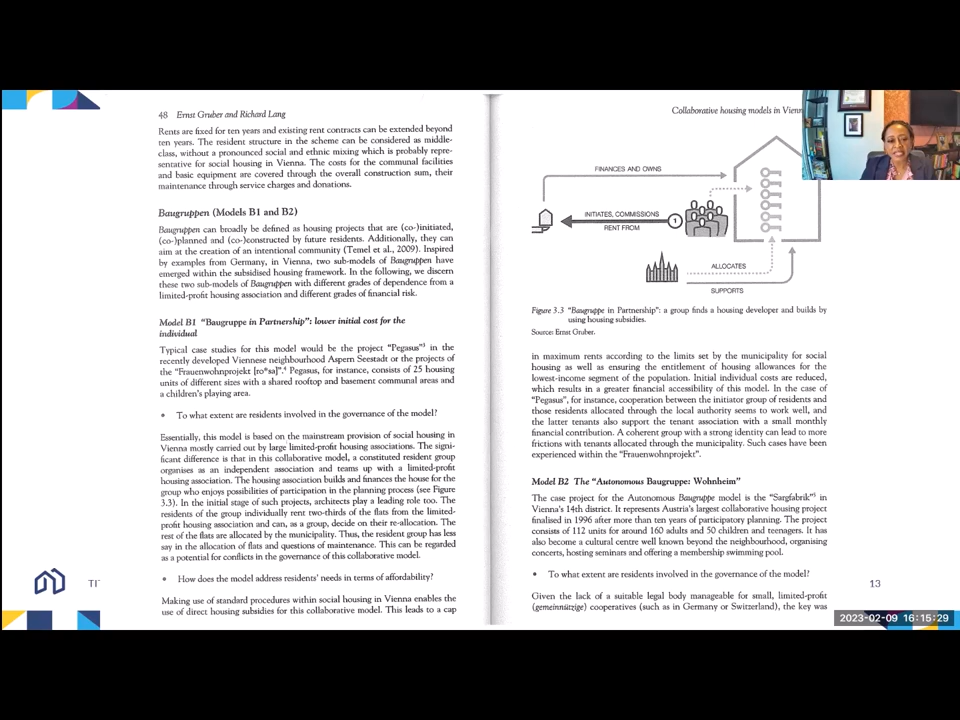 48 Ernst Gruber and Richard Lang
Rents are fixed for ten years and existing rent contracts can be extended beyond
ten years. The resident structure in the scheme can be considered as middle-
class, without a pronounced social and ethnic mixing which is probably repre-
sentative for social housing in Vienna. The costs for the communal facilities
and basic equipment are covered through the overall construction sum, their
maintenance through service charges and donations.
Baugruppen (Models B1 and B2)
Baugruppen can broadly be defined as housing projects that are (co-)initiated,
(co-)planned and (co-)constructed by future residents. Additionally, they can
aim at the creation of an intentional community (Temel et al., 2009). Inspired
by examples from Germany, in Vienna, two sub-models of Baugruppen have
emerged within the subsidised housing framework. In the following, we discern
these two sub-models of Baugruppen with different grades of dependence from a
limited-profit housing association and different grades of financial risk.
Model B1 "Baugruppe in Partnership": lower initial cost for the
individual
Typical case studies for this model would be the project "Pegasus"3 in the
recently developed Viennese neighbourhood Aspern Seestadt or the projects of
the "Frauenwohnprojekt [ro*sa]".4 Pegasus, for instance, consists of 25 housing
units of different sizes with a shared rooftop and basement communal areas and
a children's playing area.
• To what extent are residents involved in the governance of the model?
Essentially, this model is based on the mainstream provision of social housing in
Vienna mostly carried out by large limited-profit housing associations. The signi-
ficant difference is that in this collaborative model, a constituted resident group
organises as an independent association and teams up with a limited-profit
housing association. The housing association builds and finances the house for the
group who enjoys possibilities of participation in the planning process (see Figure
3.3). In the initial stage of such projects, architects play a leading role too. The
residents of the group individually rent two-thirds of the flats from the limited-
profit housing association and can, as a group, decide on their re-allocation. The
rest of the flats are allocated by the municipality. Thus, the resident group has less
say in the allocation of flats and questions of maintenance. This can be regarded
as a potential for conflicts in the governance of this collaborative model.
• How does the model address residents' needs in terms of affordability?
Making use of standard procedures within social housing in Vienna enables the
use of direct housing subsidies for this collaborative model. This leads to a cap
Collaborative housing models in Vienn
FINANCES AND OWNS
INITIATES, COMMISSIONS
1
RENT FROM
ALLOCATES
SUPPORTS
Figure 3.3 "Baugruppe in Partnership": a group finds a housing developer and builds by
using housing subsidies.
Source: Ernst Gruber.
in maximum rents according to the limits set by the municipality for social
housing as well as ensuring the entitlement of housing allowances for the
lowest-income segment of the population. Initial individual costs are reduced,
which results in a greater financial accessibility of this model. In the case of
"Pegasus", for instance, cooperation between the initiator group of residents and
those residents allocated through the local authority seems to work well, and
the latter tenants also support the tenant association with a small monthly
financial contribution. A coherent group with a strong identity can lead to more
frictions with tenants allocated through the municipality. Such cases have been
experienced within the "Frauenwohnprojekt".
Model B2 The "Autonomous Baugruppe: Wohnheim"
The case project for the Autonomous Baugruppe model is the "Sargfabrik"5 in
Vienna's 14th district. It represents Austria's largest collaborative housing project
finalised in 1996 after more than ten years of participatory planning. The project
consists of 112 units for around 160 adults and 50 children and teenagers. It has
also become a cultural centre well known beyond the neighbourhood, organising
concerts, hosting seminars and offering a membership swimming pool.
• To what extent are residents involved in the governance of the model?
Given the lack of a suitable legal body manageable for small, limited-profit
(gemeinnützige) cooperatives (such as in Germany or Switzerland), the key was
13
2023-02-09 16:15:29